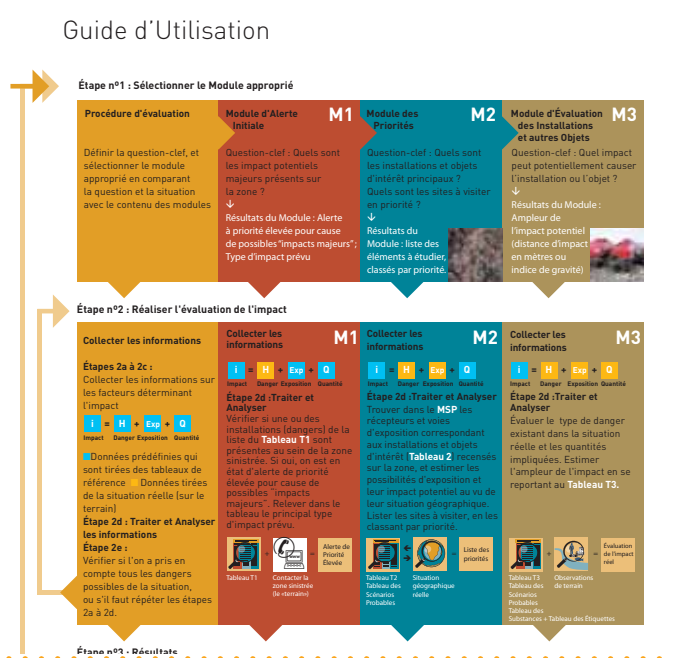 Guide d'Utilisation
Étape nº1 : Sélectionner le Module approprié
Procédure d'évaluation
Définir la question-clef, et
sélectionner le module
approprié en comparant
la question et la situation
avec le contenu des modules
Module d'Alerte
Initiale
M1
Question-clef : Quels sont
les impact potentiels
majeurs présents sur
la zone ?
↓
Résultats du Module : Alerte
à priorité élevée pour cause
de possibles "impacts majeurs" ;
Type d'impact prévu
Module des
Priorités
M2
Question-clef : Quels sont
les installations et objets
d'intérêt principaux ?
Quels sont les sites à visiter
en priorité ?
↓
Résultats du
Module : liste des
éléments à étudier,
classés par priorité.
Module d'Évaluation
des Installations
et autres Objets
M3
Question-clef : Quel impact
peut potentiellement causer
l'installation ou l'objet ?
↓
Résultats du Module :
Ampleur de
l'impact potentiel
(distance d'impact
en mètres ou
indice de gravité)
Étape nº2 : Réaliser l'évaluation de l'impact
Collecter les informations
Étapes 2a à 2c :
Collecter les informations sur
les facteurs déterminant
l'impact
i = H + Exp + Q
Impact Danger Exposition Quantité
Données prédéfinies qui
sont tirées des tableaux de
référence Données tirées
de la situation réelle (sur le
terrain)
Étape 2d : Traiter et Analyser
les informations
Étape 2e :
Vérifier si l'on a pris en
compte tous les dangers
possibles de la situation,
ou s'il faut répéter les étapes
2a à 2d.
Collecter les
informations
M1
i = H + Exp + Q
Impact Danger Exposition Quantité
Étape 2d :Traiter et
Analyser
Vérifier si une ou des
installations (dangers) de la
liste du Tableau T1 sont
présentes au sein de la zone
sinistrée. Si oui, on est en
état d'alerte de priorité
élevée pour cause de
possibles "impacts
majeurs". Relever dans le
tableau le principal type
d'impact prévu.
+ = Alerte de
Priorité
Élevée
Tableau T1
Contacter la
zone sinistrée
(le «terrain»)
Collecter les
informations
M2
i = H + Exp + Q
Impact Danger Exposition Quantité
Étape 2d :Traiter et Analyser
Trouver dans le MSP les
récepteurs et voies
d'exposition correspondant
aux installations et objets
d'intérêt (Tableau 2) recensés
sur la zone, et estimer les
possibilités d'exposition et
leur impact potentiel au vu de
leur situation géographique.
Lister les sites à visiter, en les
classant par priorité.
= Liste des
priorités
Tableau T2
Tableau des
Scénarios
Probables
Situation
géographique
réelle
Collecter les
informations
M3
i = H + Exp + Q
Impact Danger Exposition Quantité
Étape 2d :Traiter et
Analyser
Évaluer le type de danger
existant dans la situation
réelle et les quantités
impliquées. Estimer
l'ampleur de l'impact en se
reportant au Tableau T3.
+ = Évaluation
de l'Impact
réel
Tableau T3
Tableau des
Scénarios
Probables
Tableau des
Substances + Tableau des Étiquettes
Observations
de terrain
Étape nº3 : Résultats